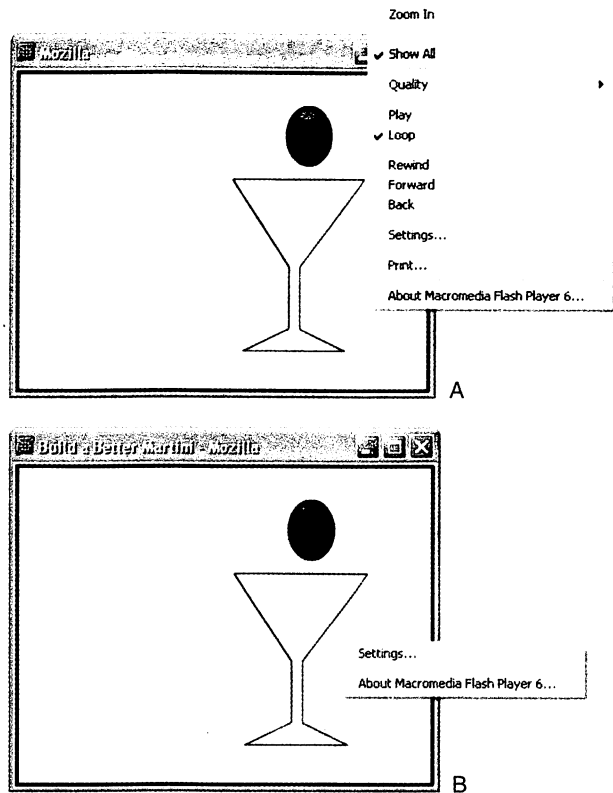 Zoom In
Mozilla
✔ Show All
Quality
Play
✔ Loop
Rewind
Forward
Back
Settings...
Print...
About Macromedia Flash Player 6...
A
Build a Better Martini - Mozilla
Settings...
About Macromedia Flash Player 6...
B